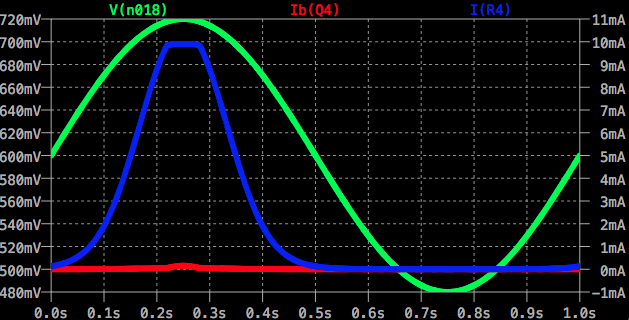 V(n018) Ib(Q4) I(R4)
720mV 11mA
700mV 10mA
680mV 9mA
660mV 8mA
640mV 7mA
620mV 6mA
600mV 5mA
580mV 4mA
560mV 3mA
540mV 2mA
520mV 1mA
500mV 0mA
480mV -1mA
0.0s 0.1s 0.2s 0.3s 0.4s 0.5s 0.6s 0.7s 0.8s 0.9s 1.0s